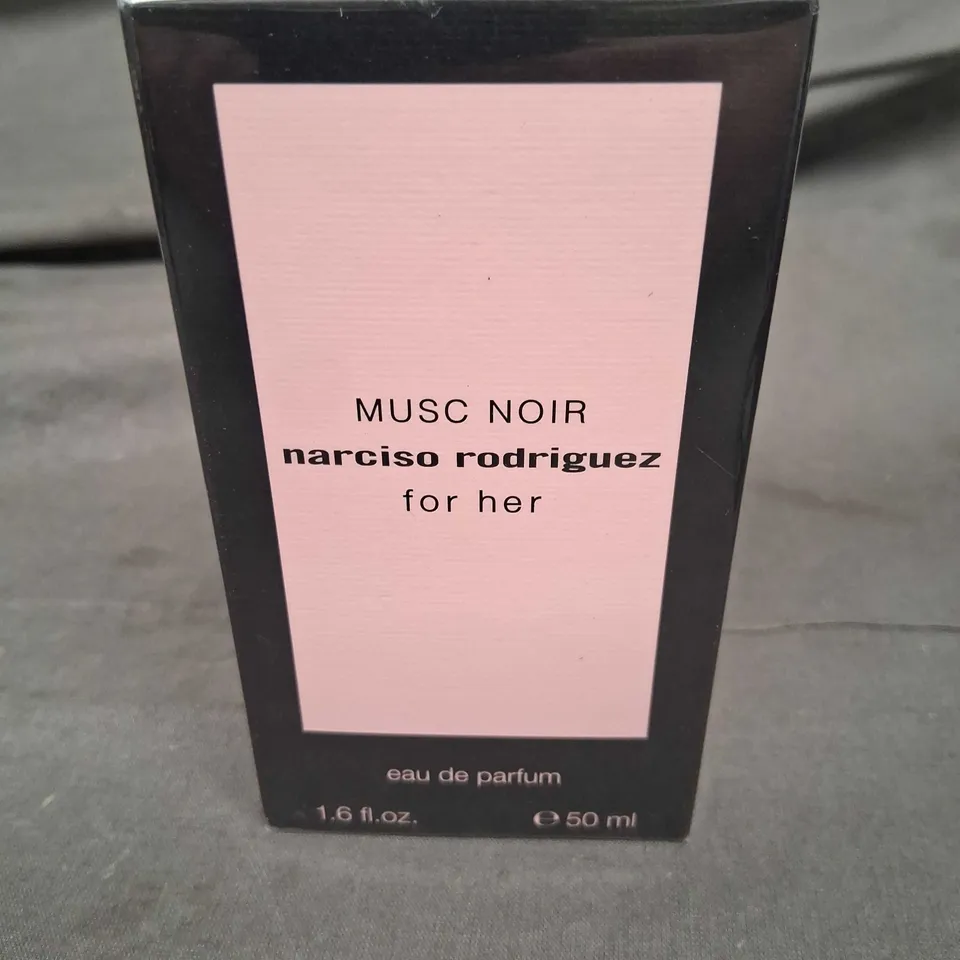 MUSC NOIR
narciso rodriguez
for her
eau de parfum
1.6 fl.oz. ℮ 50 ml